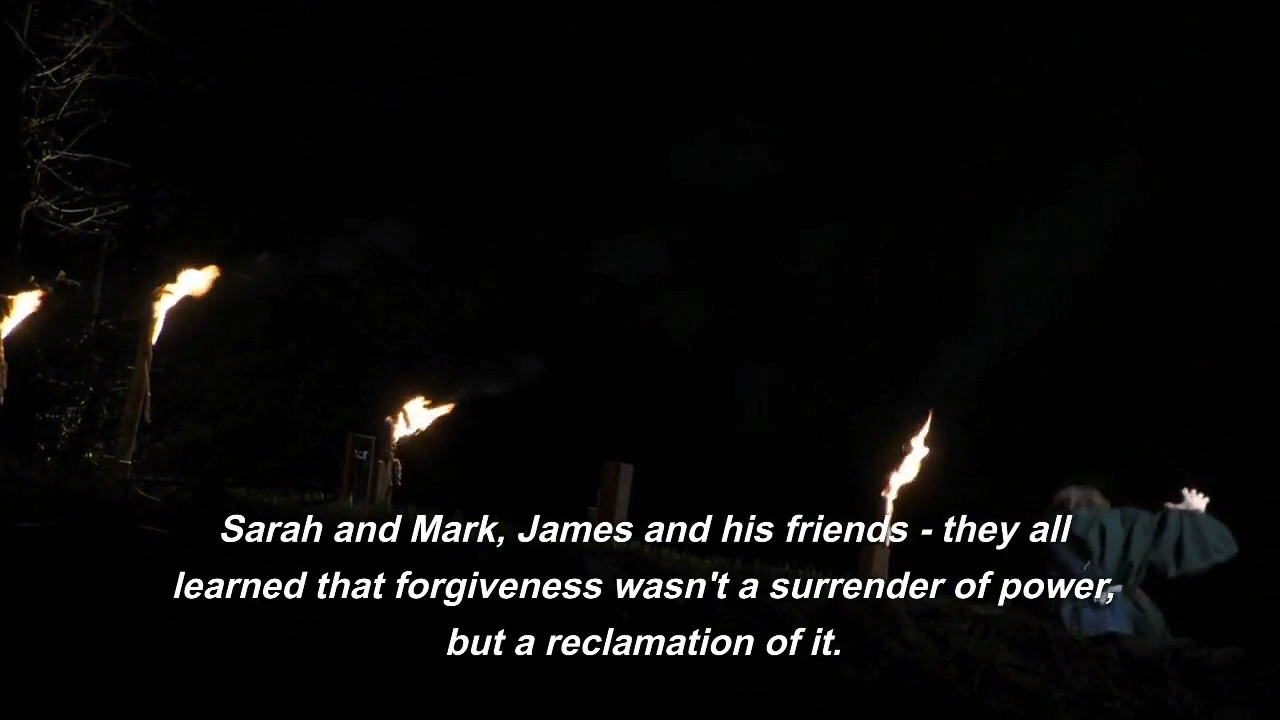 Sarah and Mark, James and his friends - they all
learned that forgiveness wasn't a surrender of power,
but a reclamation of it.